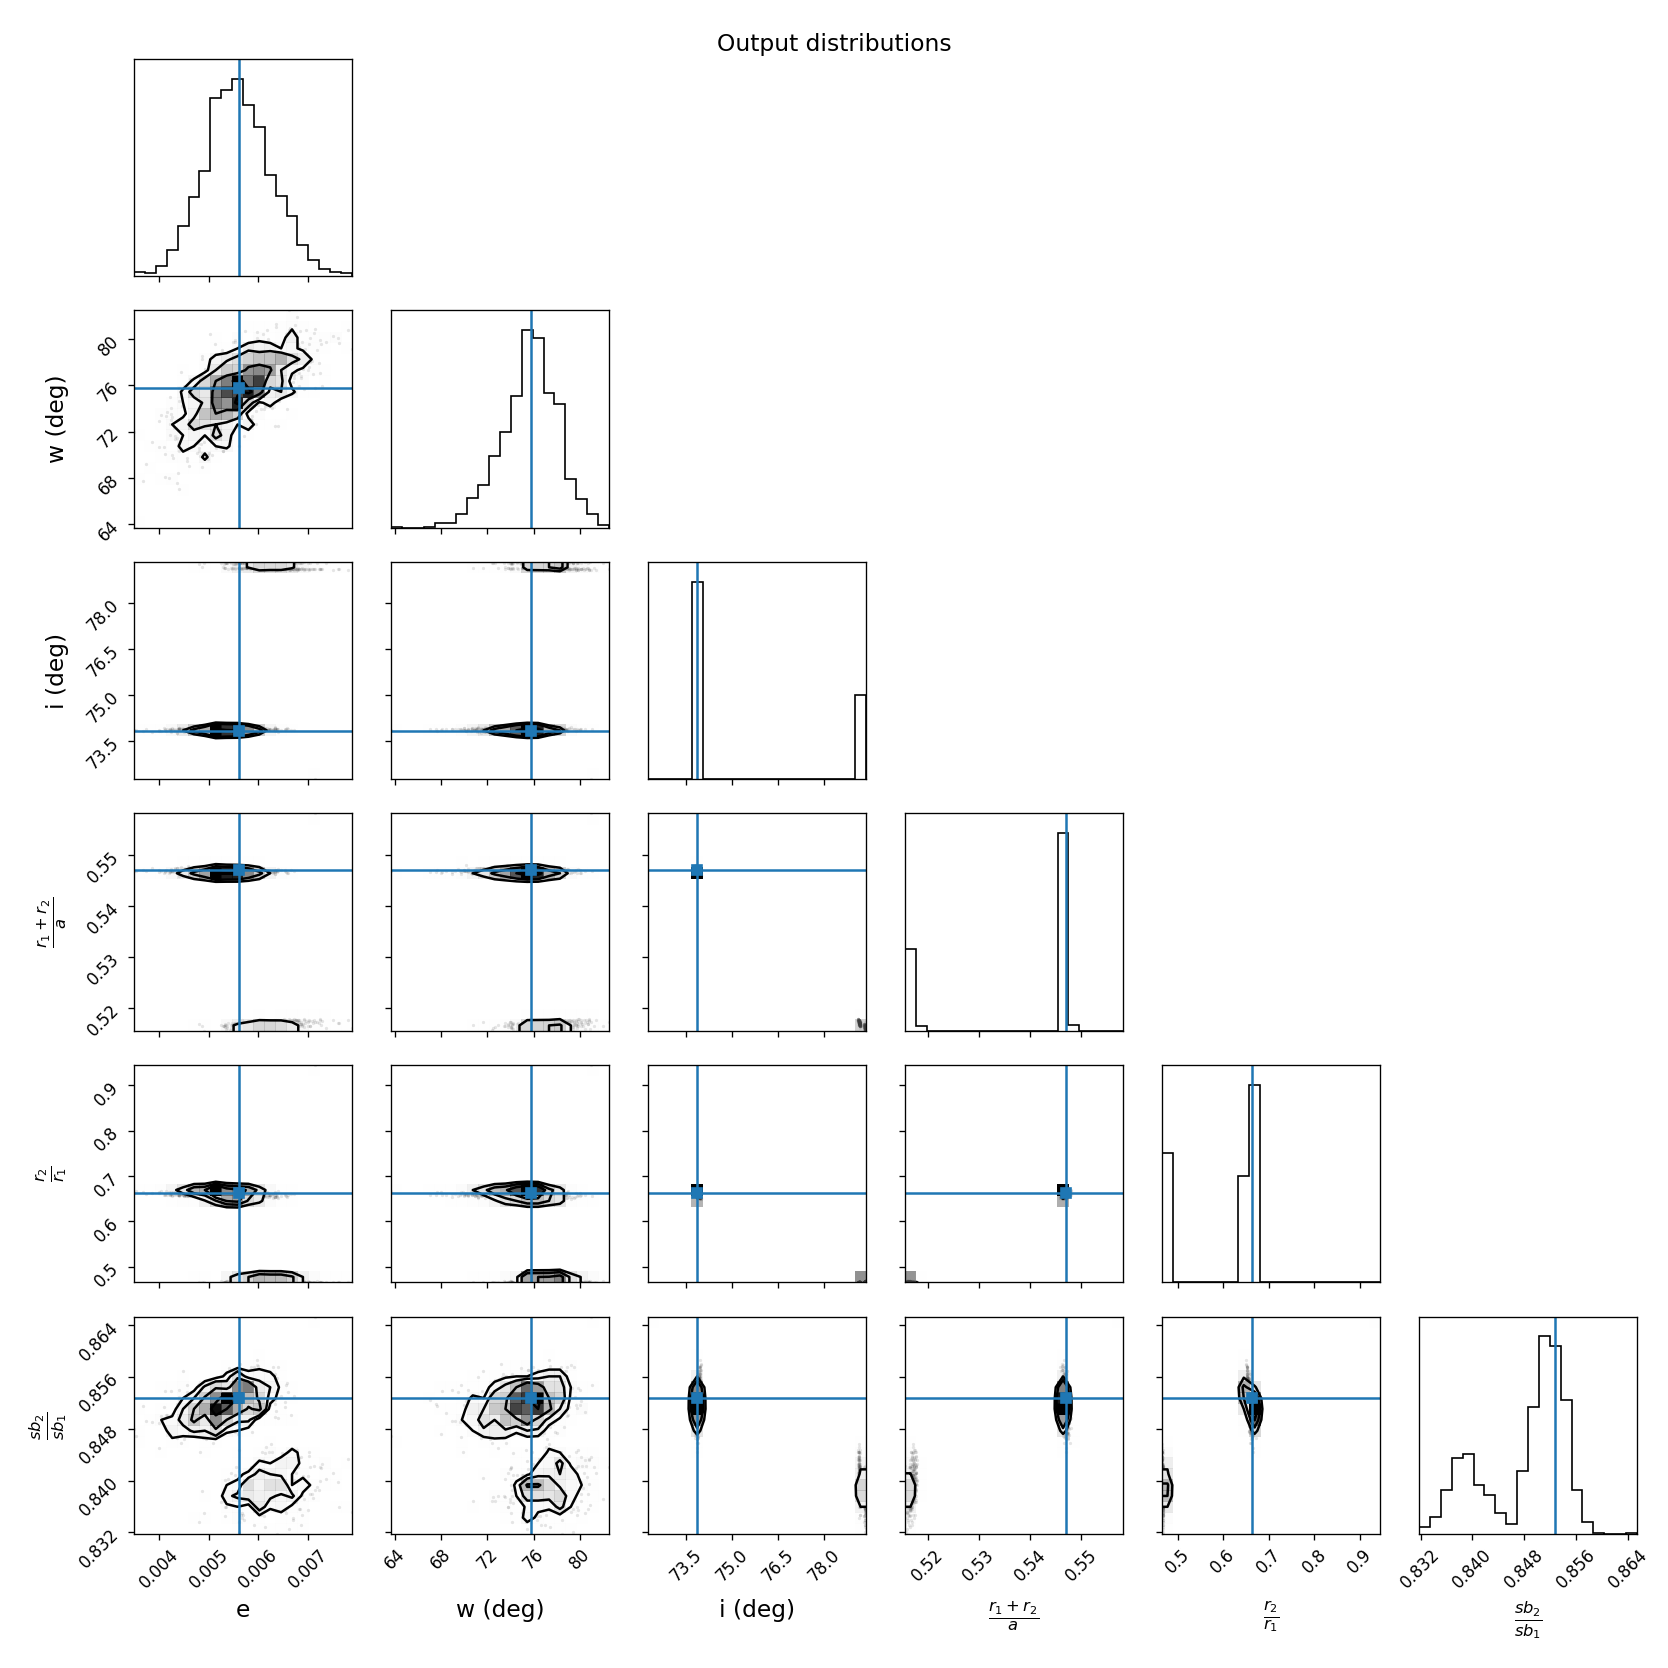 Output distributions
80
76
72
68
64
w (deg)
78.0
76.5
75.0
73.5
i (deg)
0.55
0.54
0.53
0.52
r₁ + r₂
a
0.9
0.8
0.7
0.6
0.5
r₂
r₁
0.864
0.856
0.848
0.840
0.832
sb₂
sb₁
0.004 0.005 0.006 0.007 64 68 72 76 80 73.5 75.0 76.5 78.0 0.52 0.53 0.54 0.55 0.5 0.6 0.7 0.8 0.9 0.832 0.840 0.848 0.856 0.864
e w (deg) i (deg) r₁ + r₂ r₂ sb₂
a r₁ sb₁